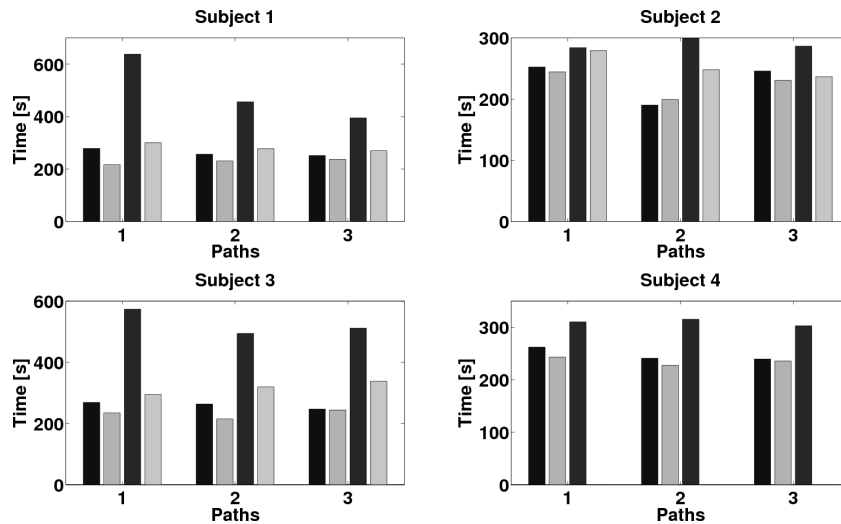 Subject 1
600
400
200
0
Time [s]
1 2 3
Paths
Subject 2
300
200
100
0
Time [s]
1 2 3
Paths
Subject 3
600
400
200
0
Time [s]
1 2 3
Paths
Subject 4
300
200
100
0
Time [s]
1 2 3
Paths